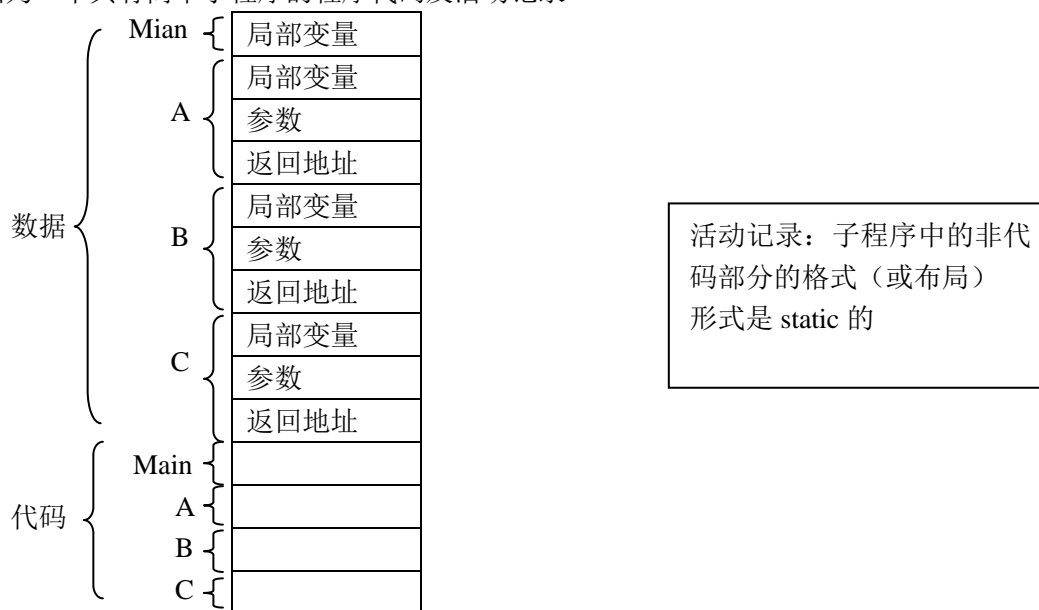 Mian 局部变量
A 局部变量
参数
返回地址
数据 B 局部变量
参数
返回地址
C 局部变量
参数
返回地址
代码 Main
A
B
C
活动记录：子程序中的非代
码部分的格式（或布局）
形式是 static 的